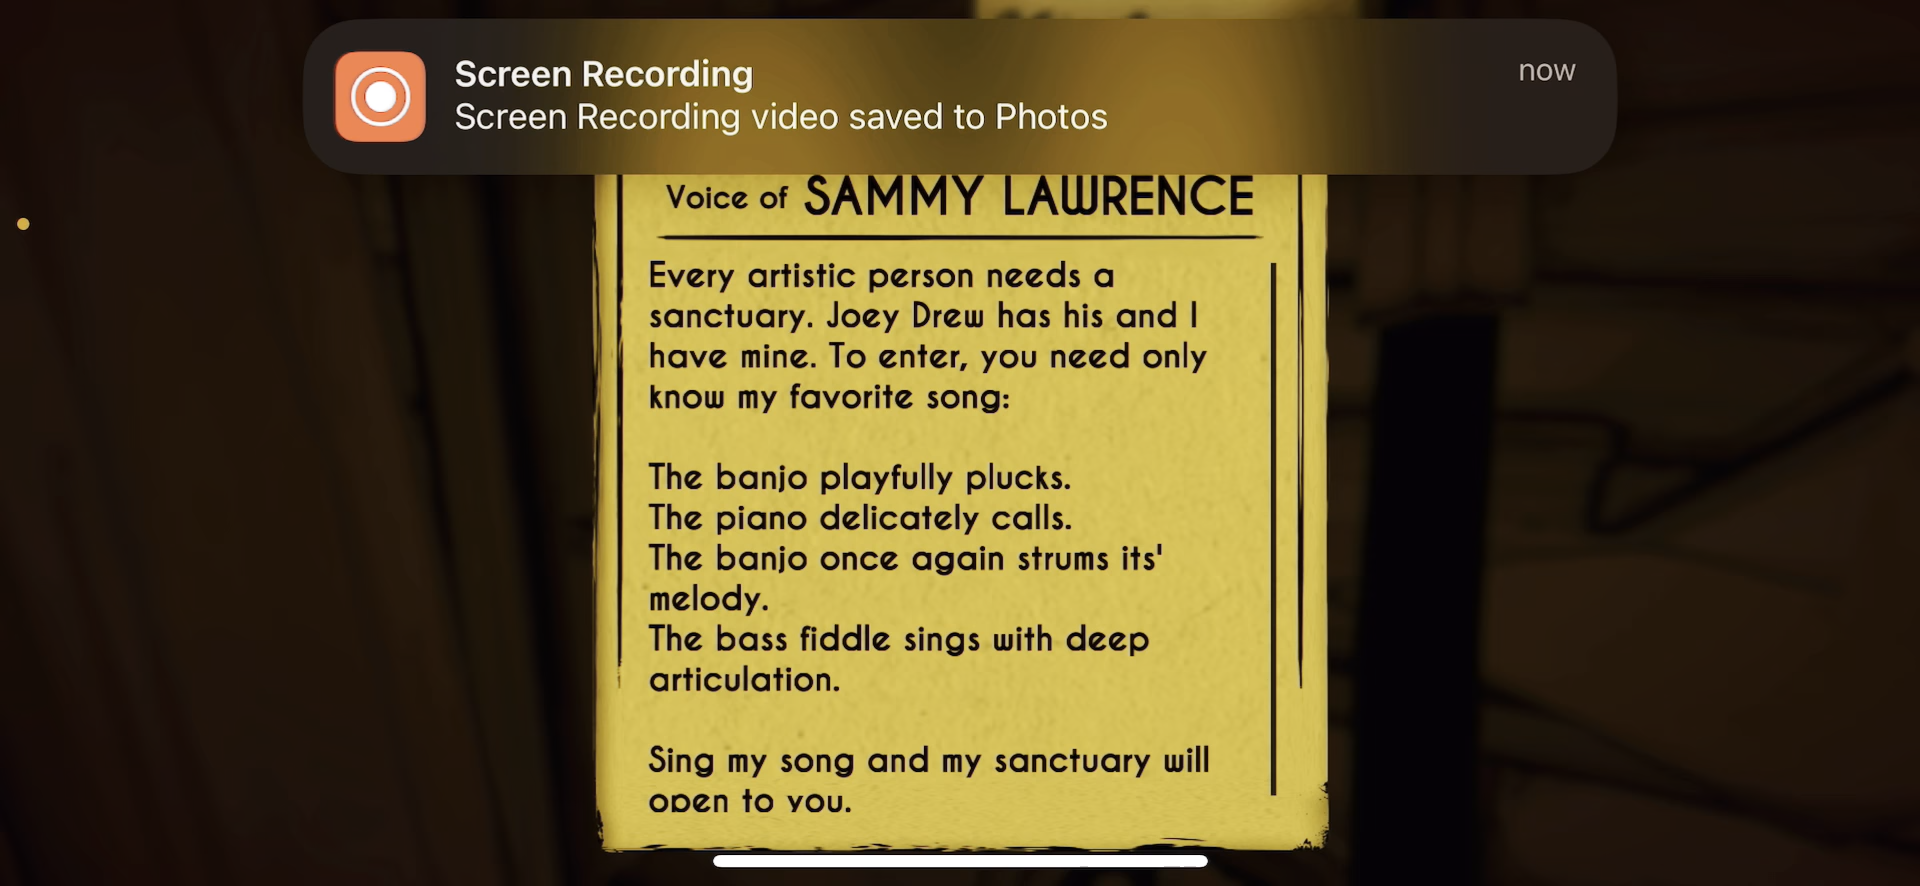 Screen Recording
now
Screen Recording video saved to Photos
Voice of SAMMY LAWRENCE
Every artistic person needs a
sanctuary. Joey Drew has his and I
have mine. To enter, you need only
know my favorite song:
The banjo playfully plucks.
The piano delicately calls.
The banjo once again strums its'
melody.
The bass fiddle sings with deep
articulation.
Sing my song and my sanctuary will
open to you.